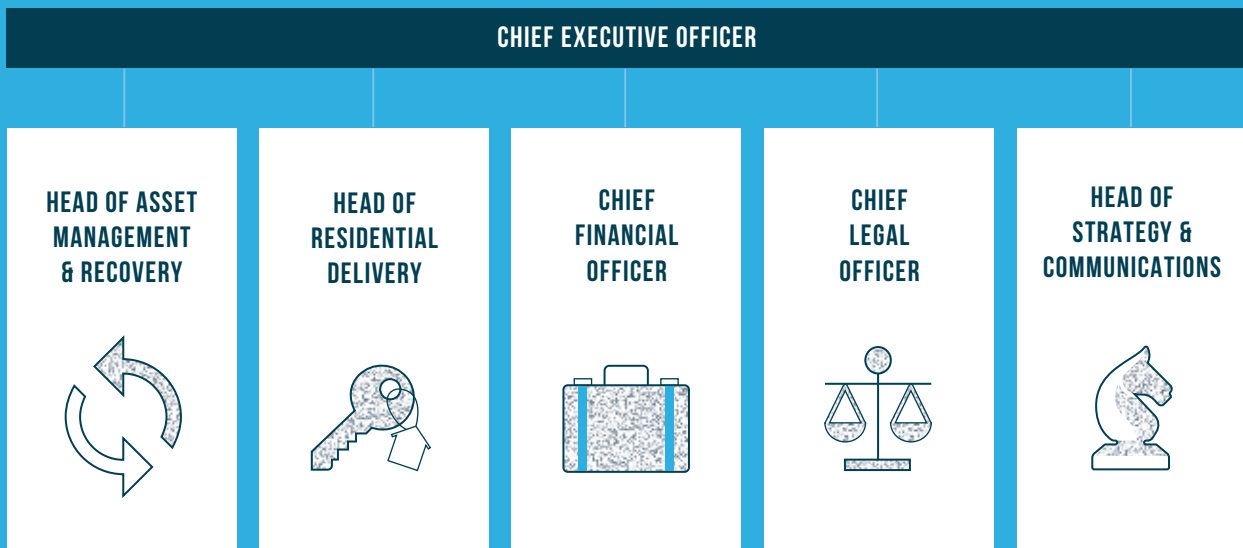 CHIEF EXECUTIVE OFFICER
HEAD OF ASSET
MANAGEMENT
& RECOVERY
HEAD OF
RESIDENTIAL
DELIVERY
CHIEF
FINANCIAL
OFFICER
CHIEF
LEGAL
OFFICER
HEAD OF
STRATEGY &
COMMUNICATIONS